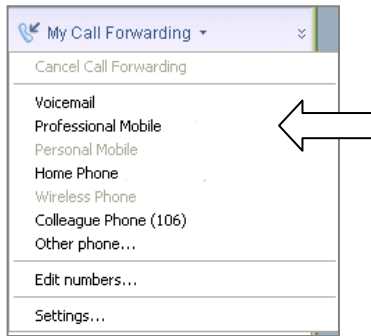 My Call Forwarding
Cancel Call Forwarding
Voicemail
Professional Mobile
Personal Mobile
Home Phone
Wireless Phone
Colleague Phone (106)
Other phone...
Edit numbers...
Settings...